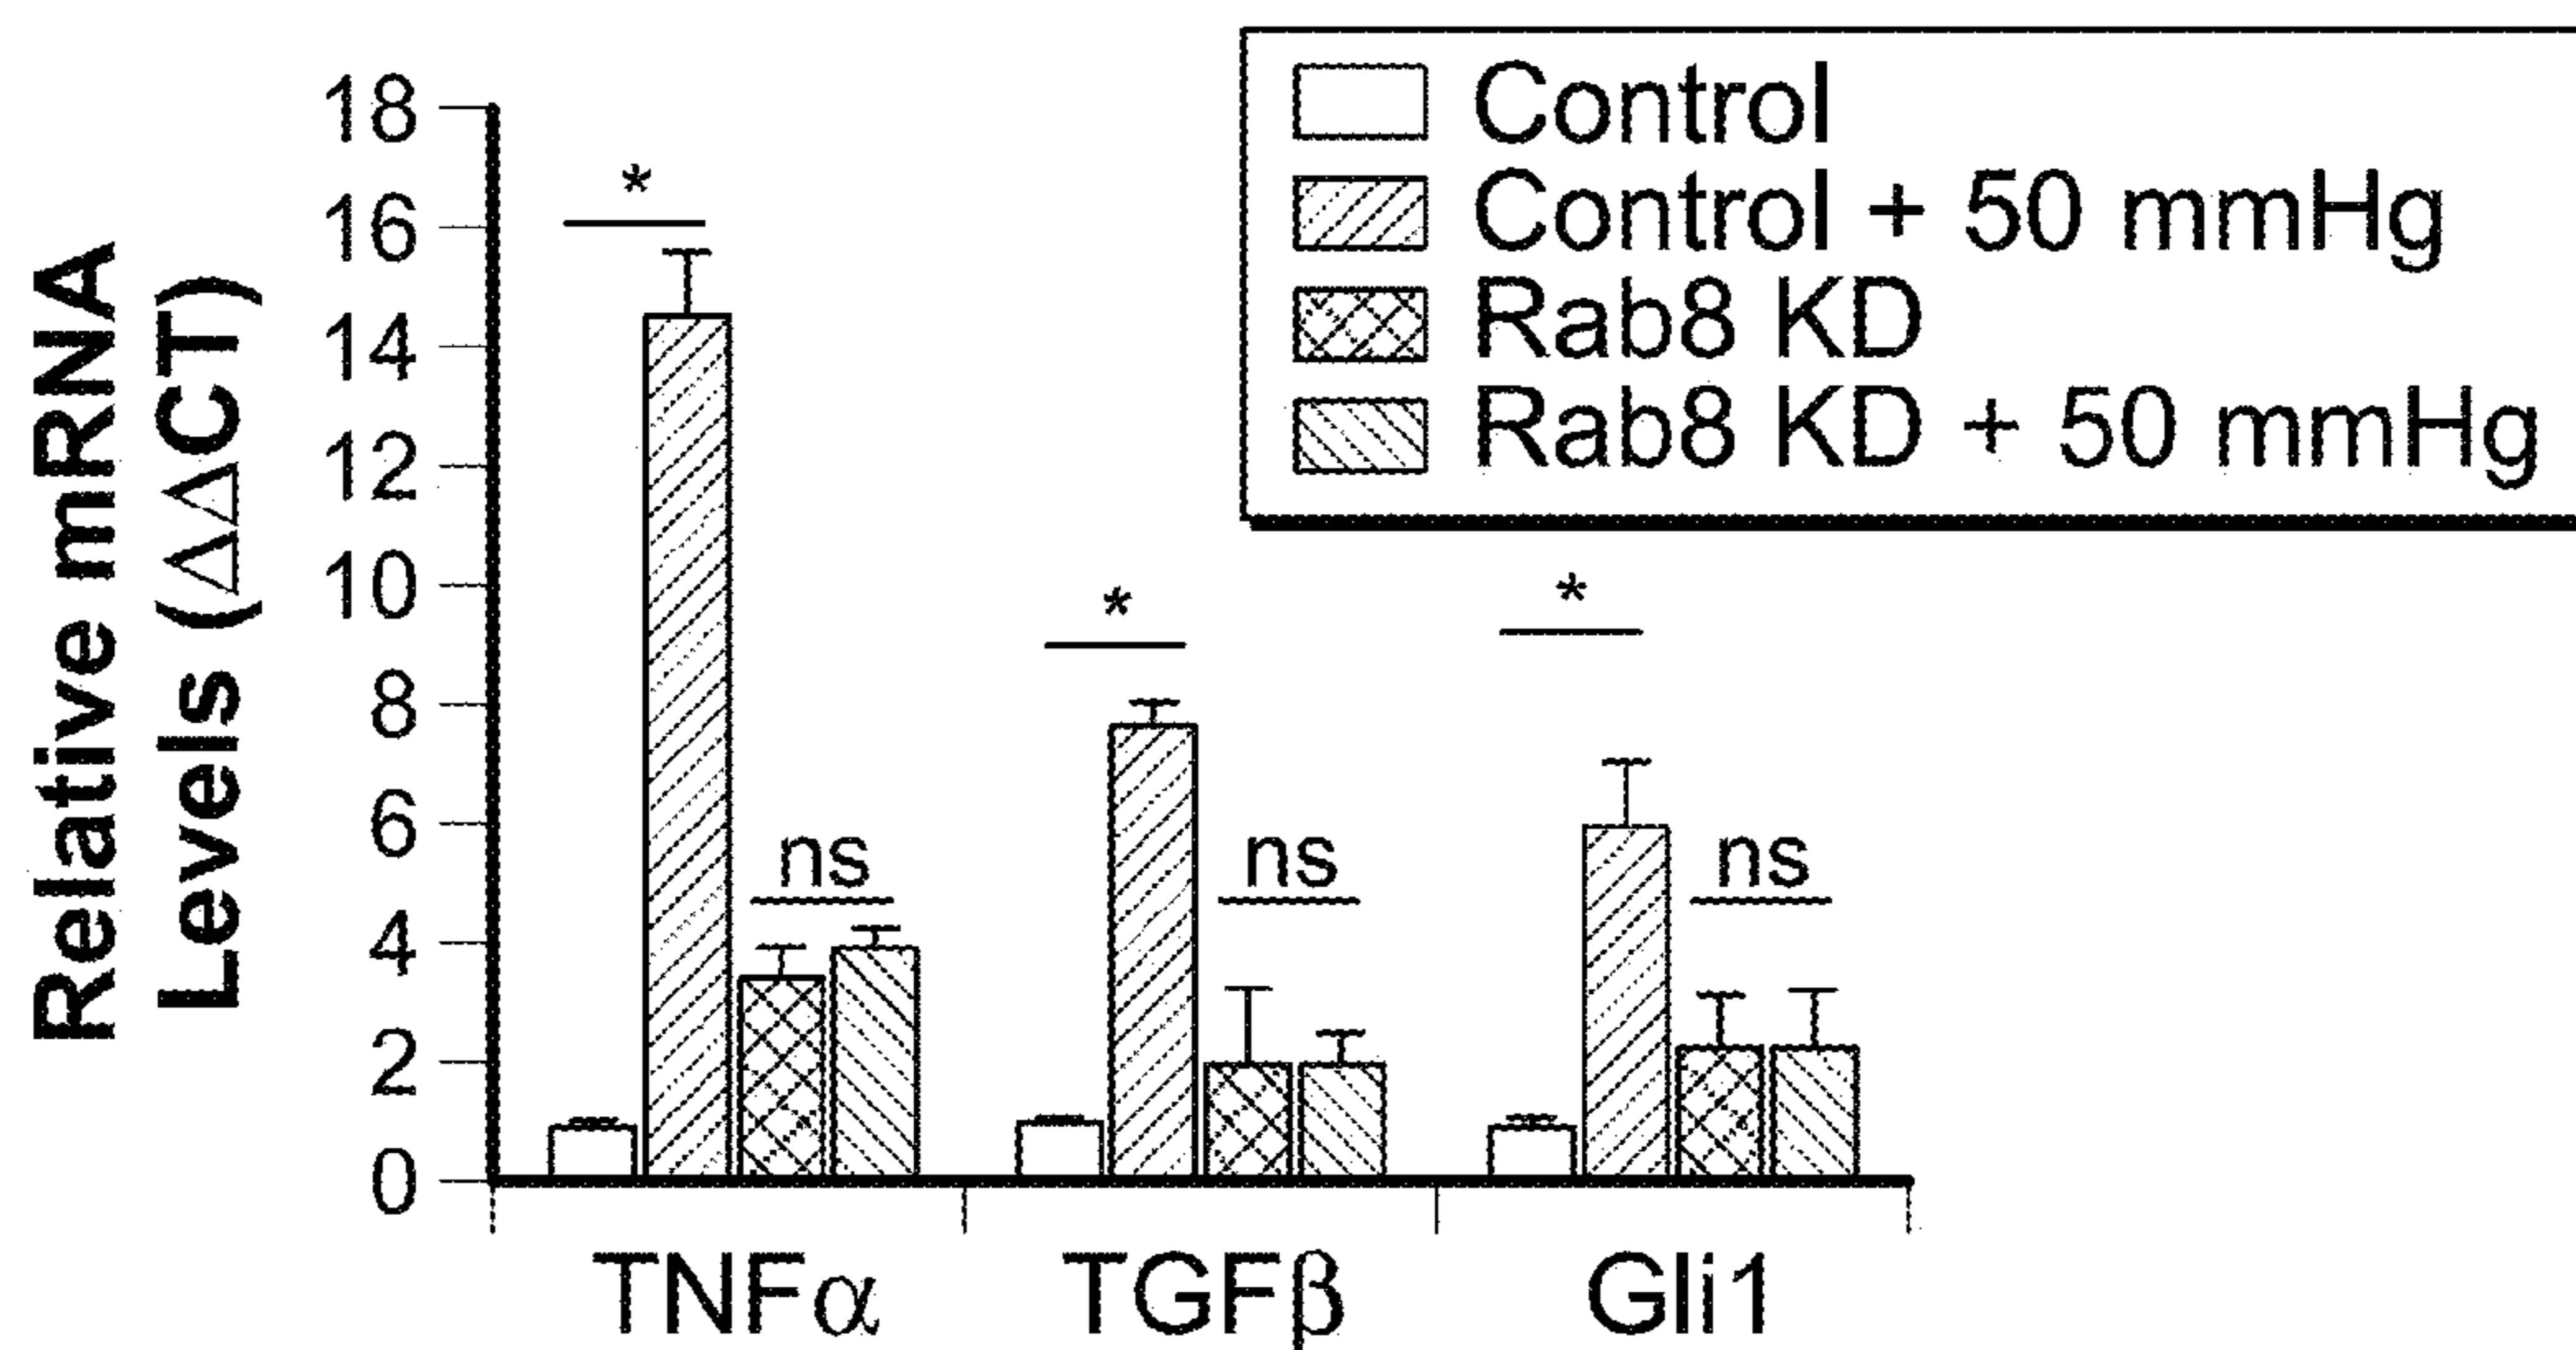 Control
Control + 50 mmHg
Rab8 KD
Rab8 KD + 50 mmHg
Relative mRNA
Levels (△△CT)
18
16
14
12
10
8
6
4
2
0
*
*
*
ns
ns
ns
TNFα
TGFβ
Gli1